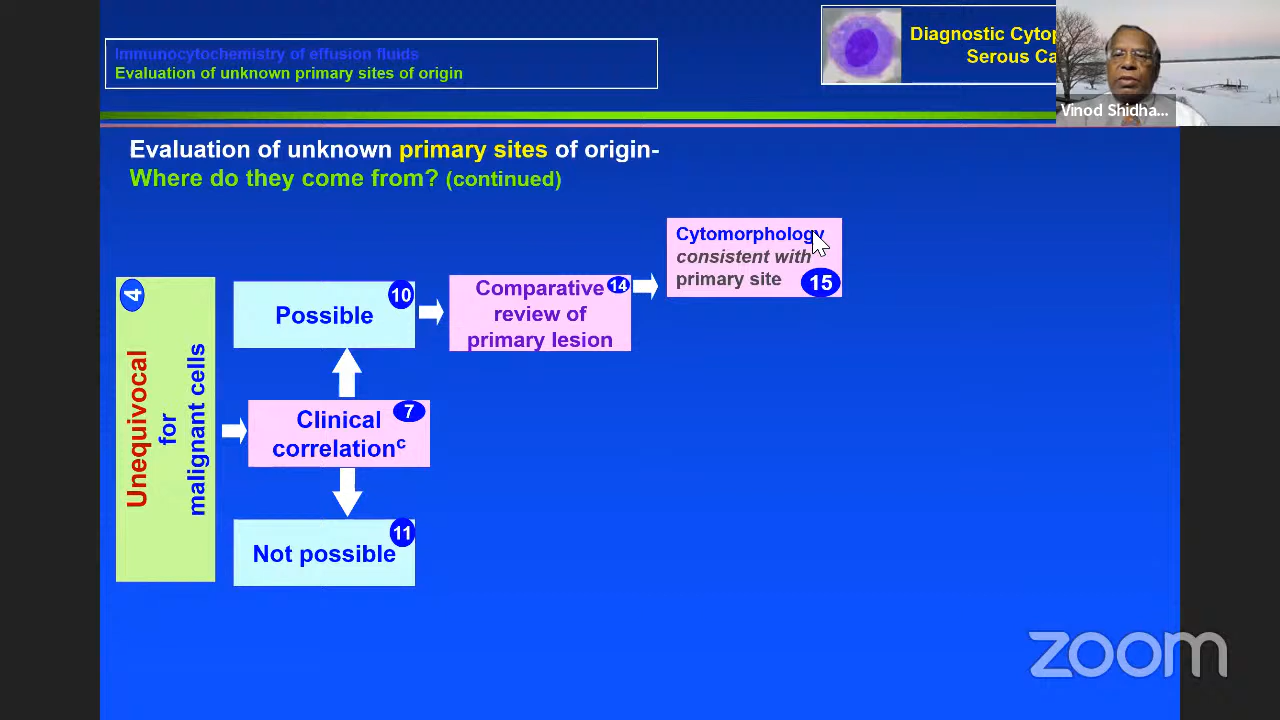 Immunocytochemistry of effusion fluids
Evaluation of unknown primary sites of origin
Diagnostic Cytop
Serous Ca
Vinod Shidha...
Evaluation of unknown primary sites of origin-
Where do they come from? (continued)
Cytomorphology
consistent with
primary site
15
4
Unequivocal
for
malignant cells
10
Possible
14
Comparative
review of
primary lesion
7
Clinical
correlationᶜ
11
Not possible
zoom